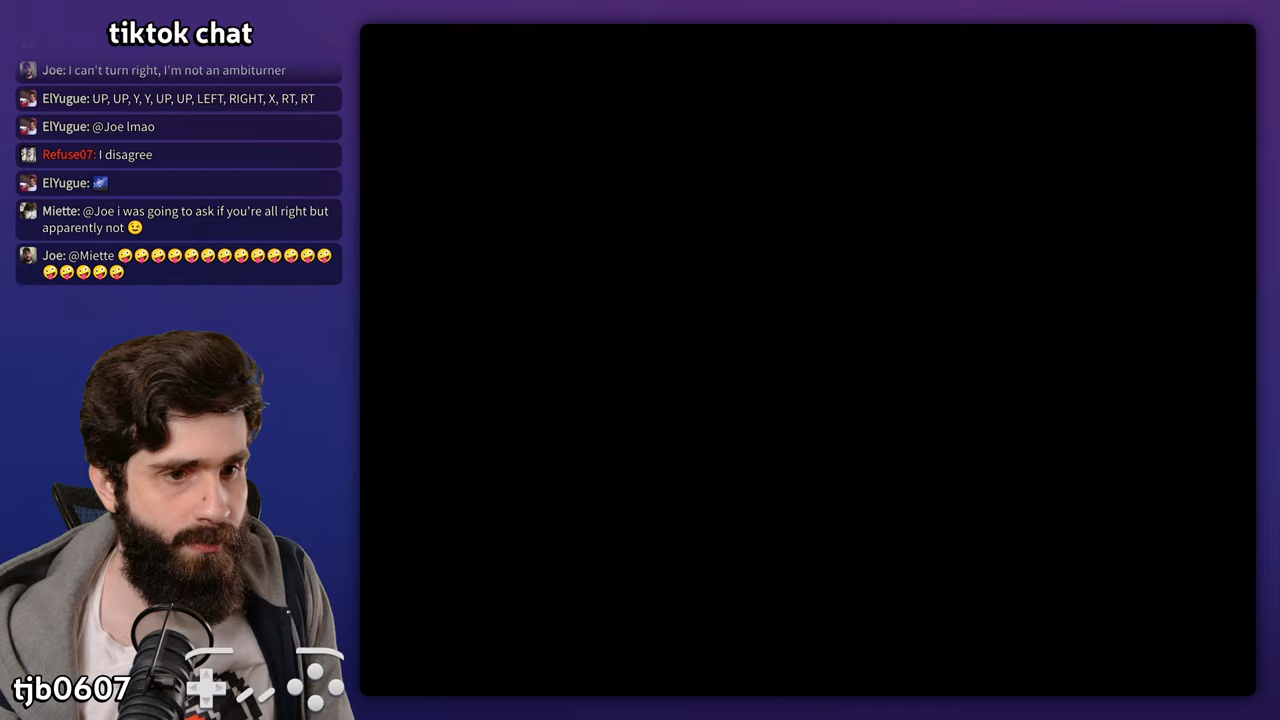 tiktok chat
Joe: I can't turn right, I'm not an ambiturner
ElYugue: UP, UP, Y, Y, UP, UP, LEFT, RIGHT, X, RT, RT
ElYugue: @Joe lmao
Refuse07: I disagree
ElYugue: 🌌
Miette: @Joe i was going to ask if you're all right but
apparently not 😉
Joe: @Miette 🤪🤪🤪🤪🤪🤪🤪🤪🤪🤪🤪🤪🤪
🤪🤪🤪🤪🤪
tjb0607